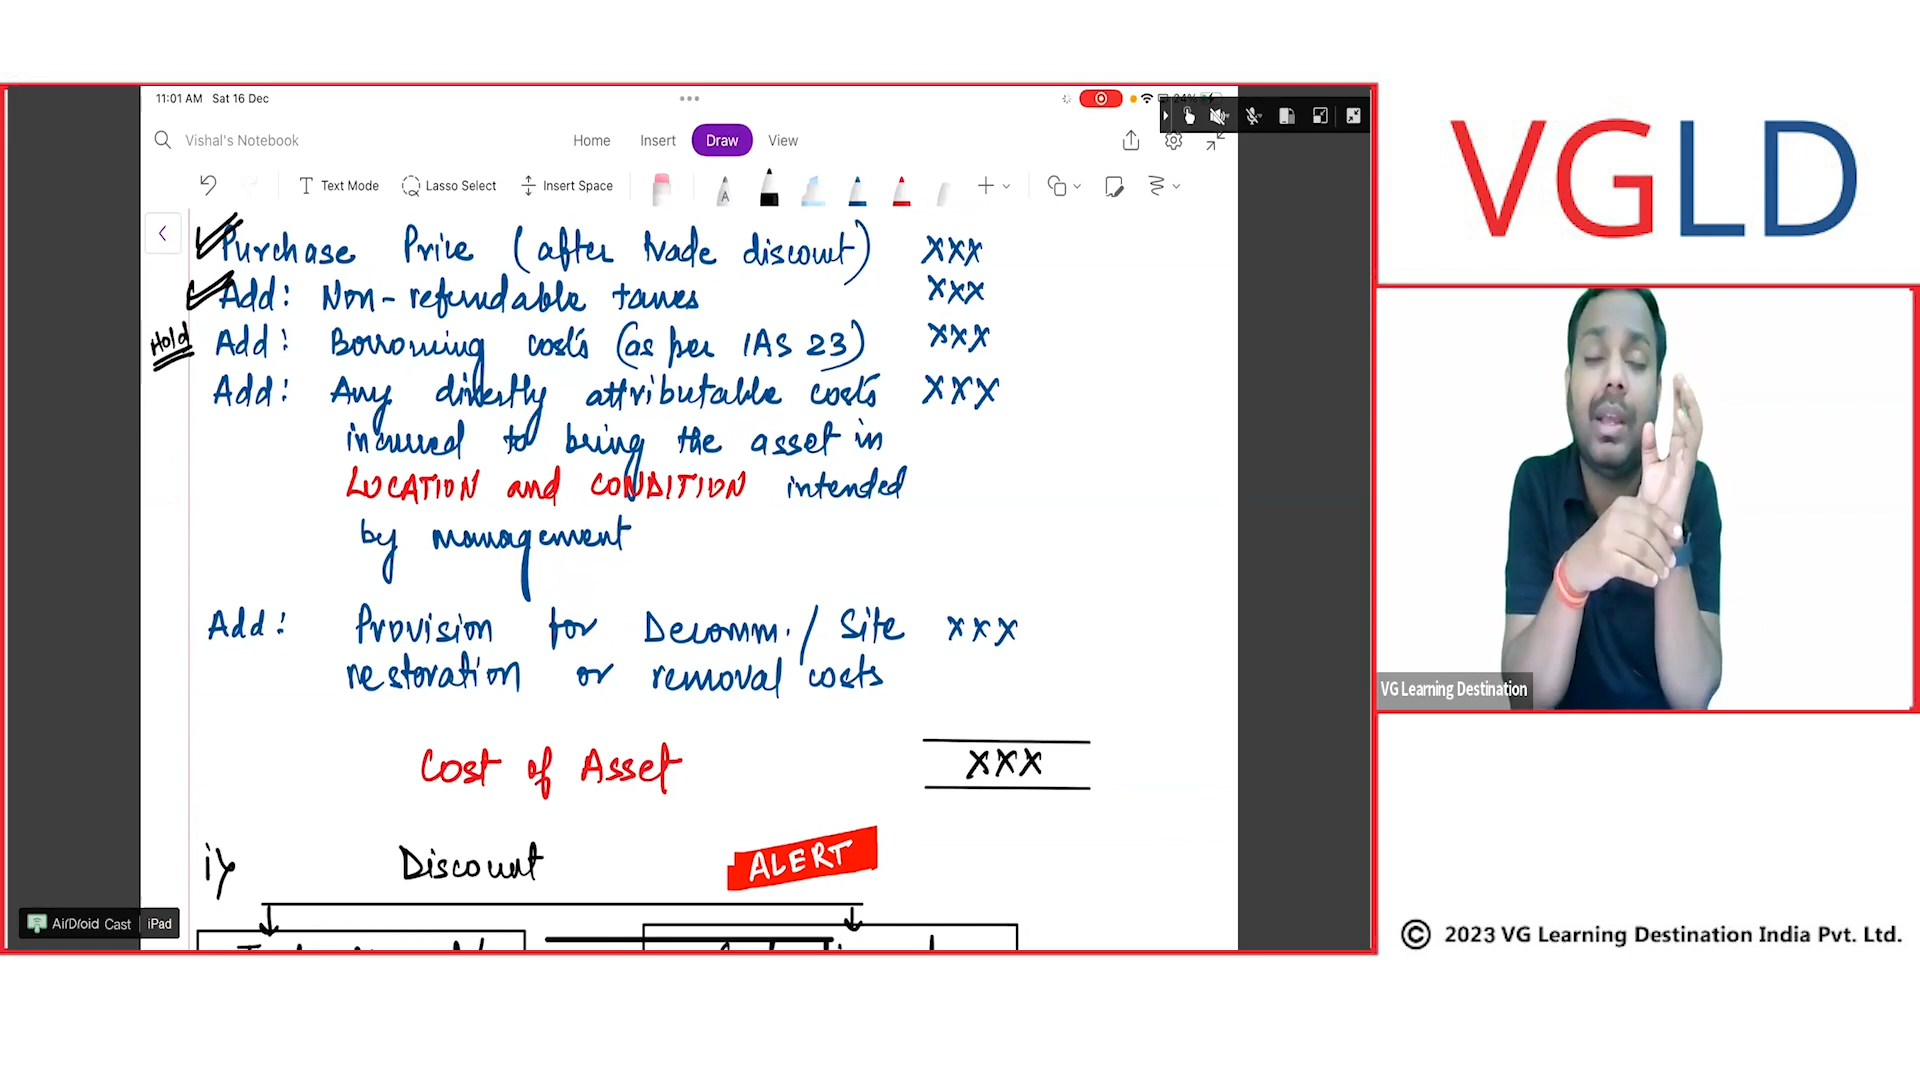 11:01 AM Sat 16 Dec
24%
Vishal's Notebook
Home Insert Draw View
Text Mode Lasso Select Insert Space
Purchase Price (after trade discount) XXX
Add: Non-refundable taxes XXX
Hold Add: Borrowing costs (as per IAS 23) XXX
Add: Any directly attributable costs XXX
incurred to bring the asset in
LOCATION and CONDITION intended
by management
Add: Provision for Decomm. / Site XXX
restoration or removal costs
Cost of Asset XXX
i) Discount ALERT
AirDroid Cast iPad
VGLD
VG Learning Destination
© 2023 VG Learning Destination India Pvt. Ltd.